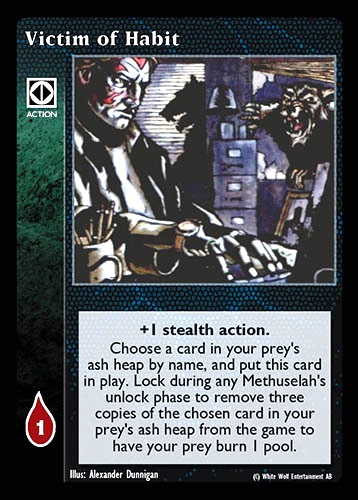 Victim of Habit
ACTION
+1 stealth action.
Choose a card in your prey's
ash heap by name, and put this card
in play. Lock during any Methuselah's
unlock phase to remove three
copies of the chosen card in your
prey's ash heap from the game to
have your prey burn 1 pool.
1
Illus: Alexander Dunnigan
(C) White Wolf Entertainment AB